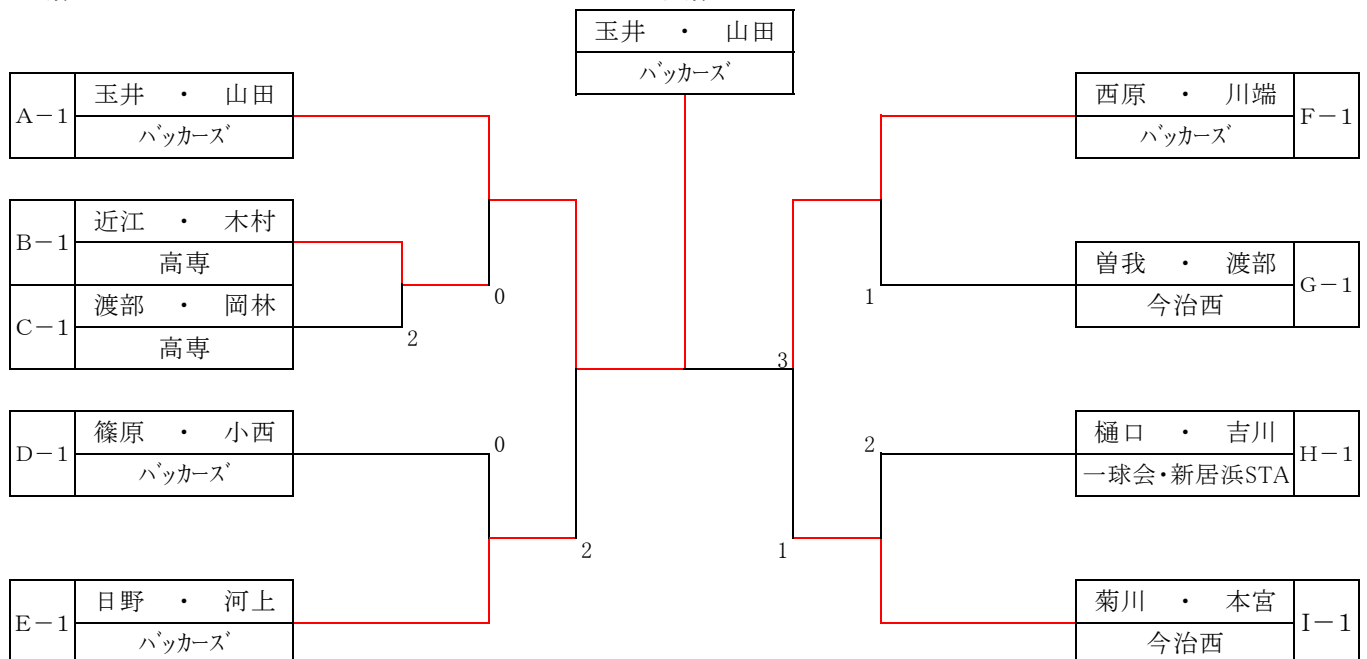 玉井 ・ 山田
バッカーズ
A－1
玉井 ・ 山田
バッカーズ
B－1
近江 ・ 木村
高専
C－1
渡部 ・ 岡林
高専
D－1
篠原 ・ 小西
バッカーズ
E－1
日野 ・ 河上
バッカーズ
0
2
0
2
3
1
2
1
西原 ・ 川端
バッカーズ
F－1
曽我 ・ 渡部
今治西
G－1
樋口 ・ 吉川
一球会・新居浜STA
H－1
菊川 ・ 本宮
今治西
I－1